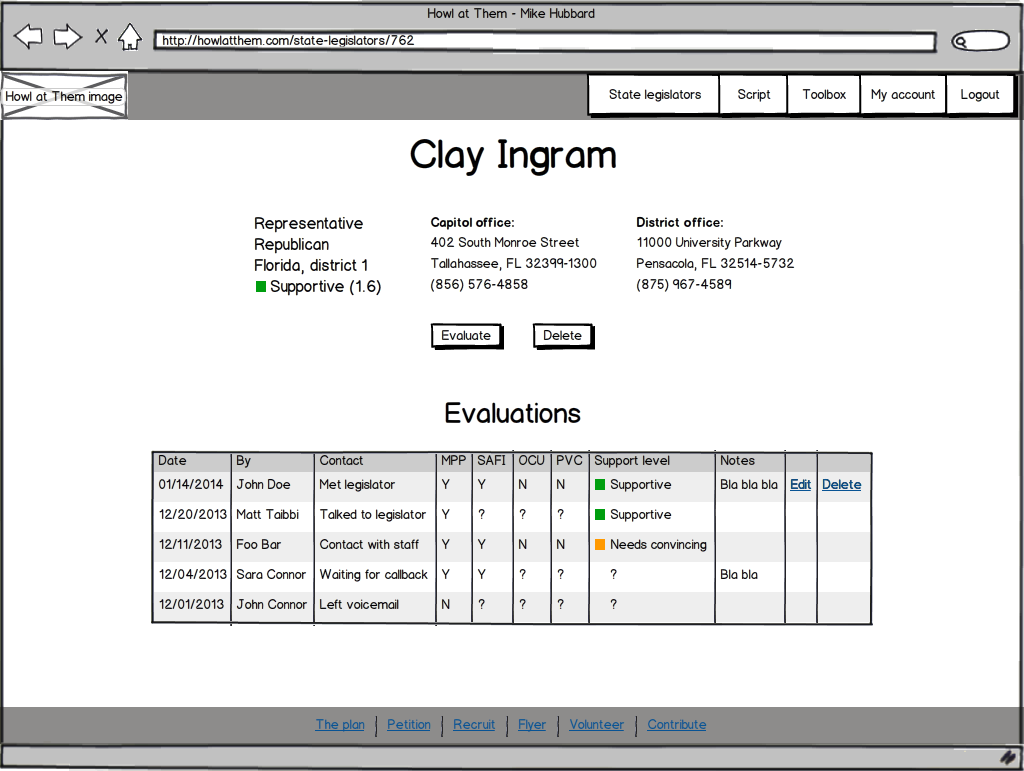 Howl at Them - Mike Hubbard
http://howlatthem.com/state-legislators/762
Howl at Them image
State legislators Script Toolbox My account Logout
Clay Ingram
Representative
Republican
Florida, district 1
Supportive (1.6)
Capitol office:
402 South Monroe Street
Tallahassee, FL 32399-1300
(856) 576-4858
District office:
11000 University Parkway
Pensacola, FL 32514-5732
(875) 967-4589
Evaluate Delete
Evaluations
Date By Contact MPP SAFI OCU PVC Support level Notes
01/14/2014 John Doe Met legislator Y Y N N Supportive Bla bla bla Edit Delete
12/20/2013 Matt Taibbi Talked to legislator Y ? ? ? Supportive
12/11/2013 Foo Bar Contact with staff Y Y N N Needs convincing
12/04/2013 Sara Connor Waiting for callback Y Y ? ? ? Bla bla
12/01/2013 John Connor Left voicemail N ? ? ? ?
The plan Petition Recruit Flyer Volunteer Contribute